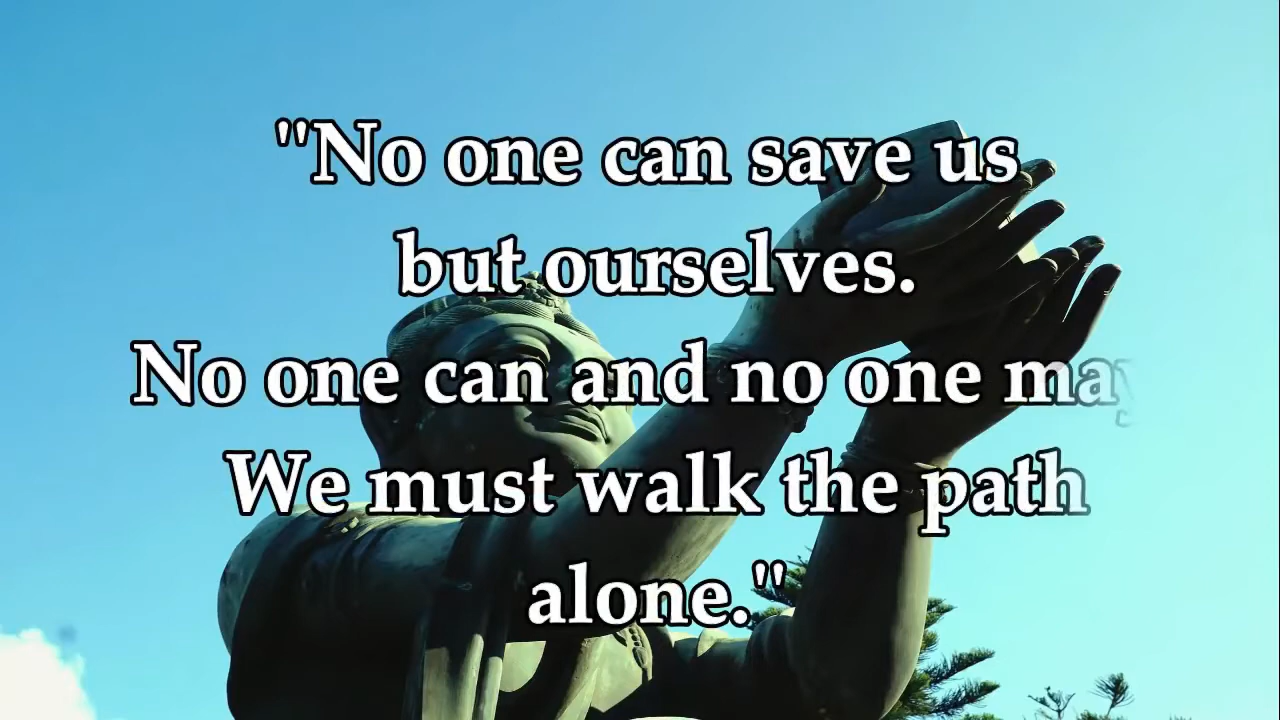 "No one can save us
but ourselves.
No one can and no one may
We must walk the path
alone."